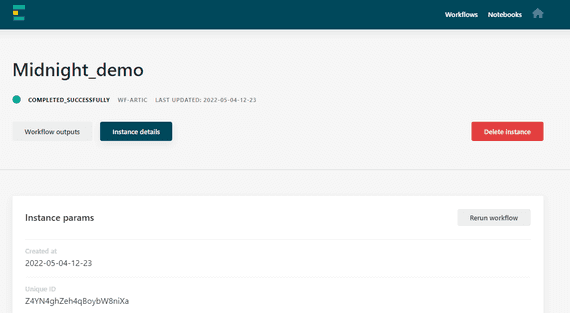 Workflows Notebooks
Midnight_demo
COMPLETED_SUCCESSFULLY WF-ARTIC LAST UPDATED: 2022-05-04-12-23
Workflow outputs Instance details Delete instance
Instance params Rerun workflow
Created at
2022-05-04-12-23
Unique ID
Z4YN4ghZeh4q8oybW8niXa